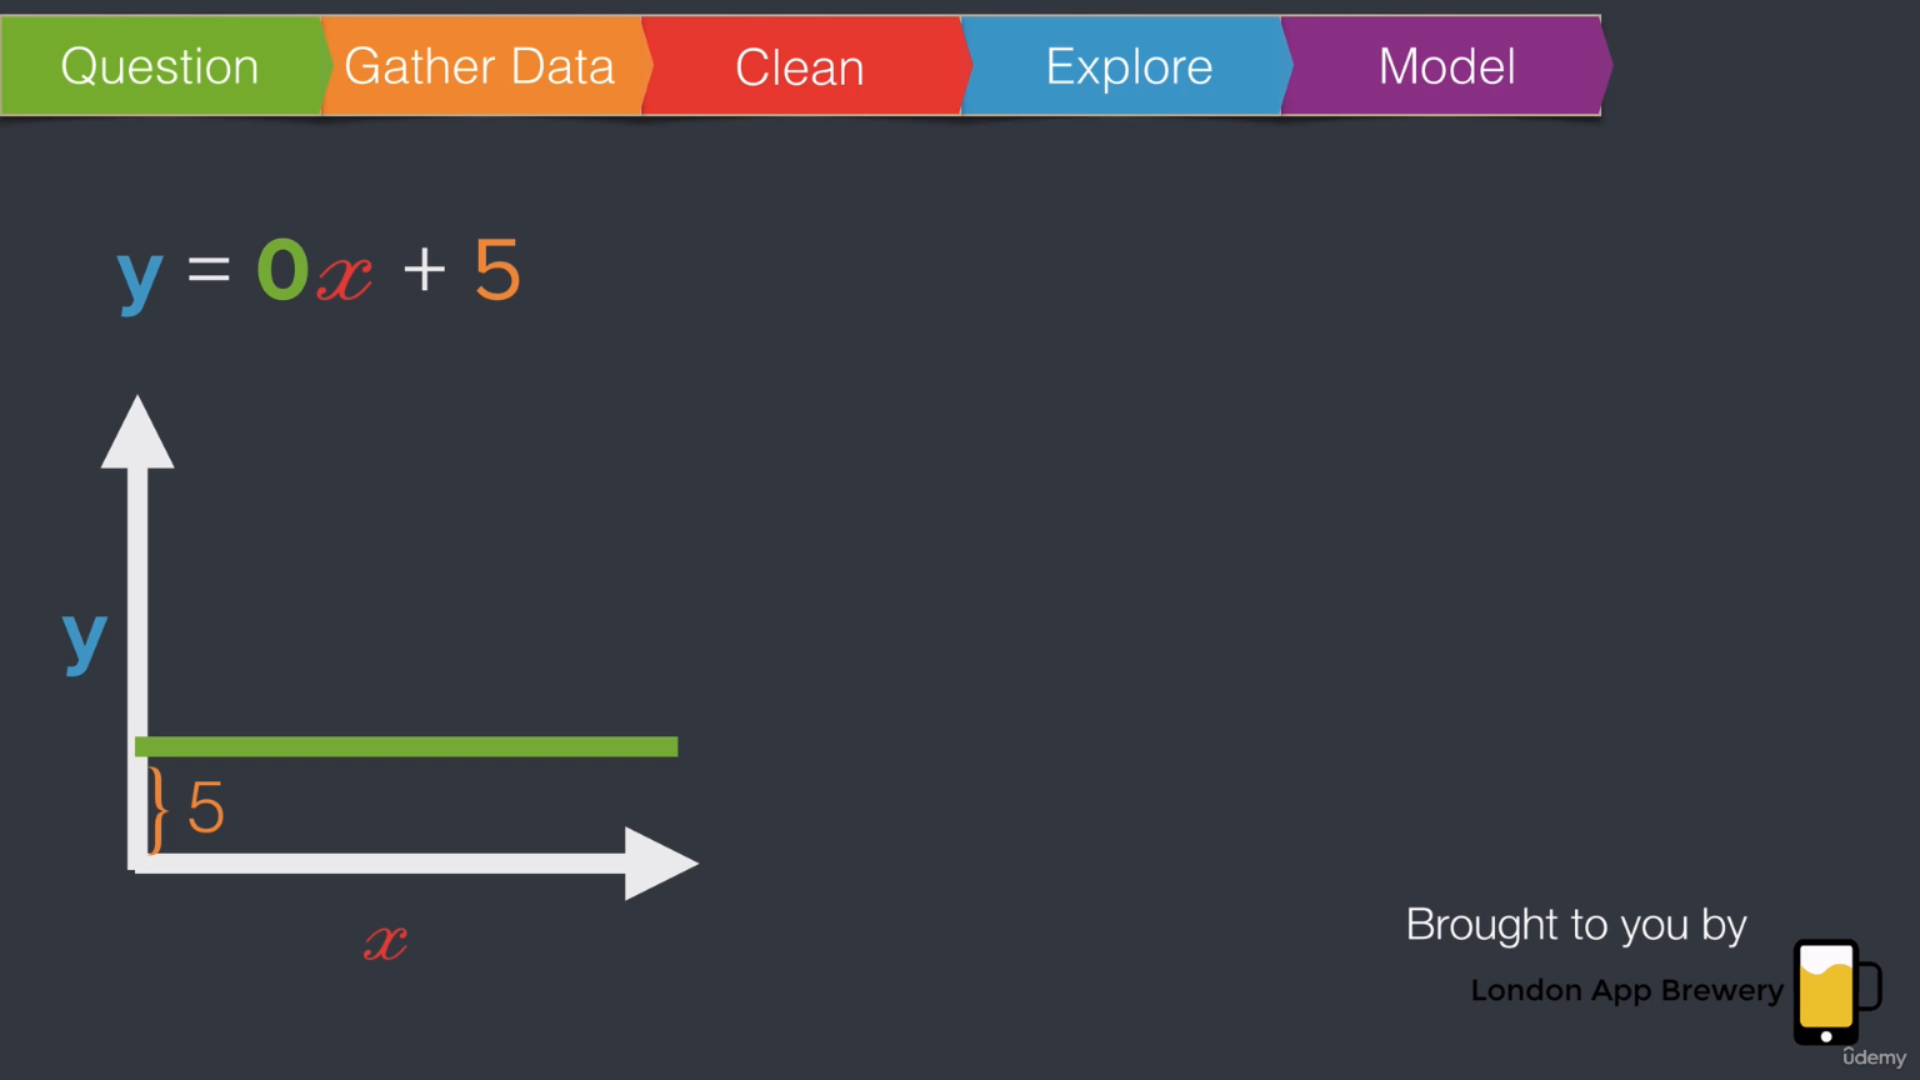 Question Gather Data Clean Explore Model
y = 0x + 5
y
} 5
x
Brought to you by
London App Brewery
ûdemy